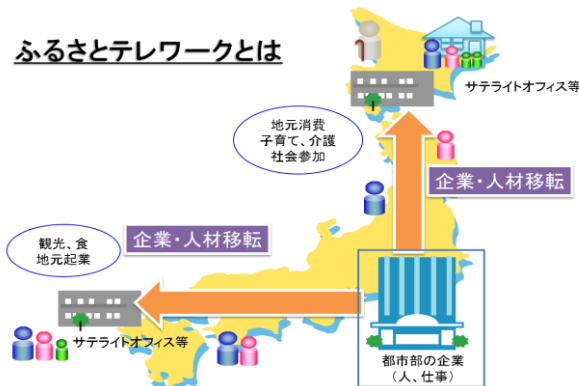 ふるさとテレワークとは
サテライトオフィス等
地元消費
子育て、介護
社会参加
企業・人材移転
観光、食
地元起業
企業・人材移転
サテライトオフィス等
都市部の企業
（人、仕事）